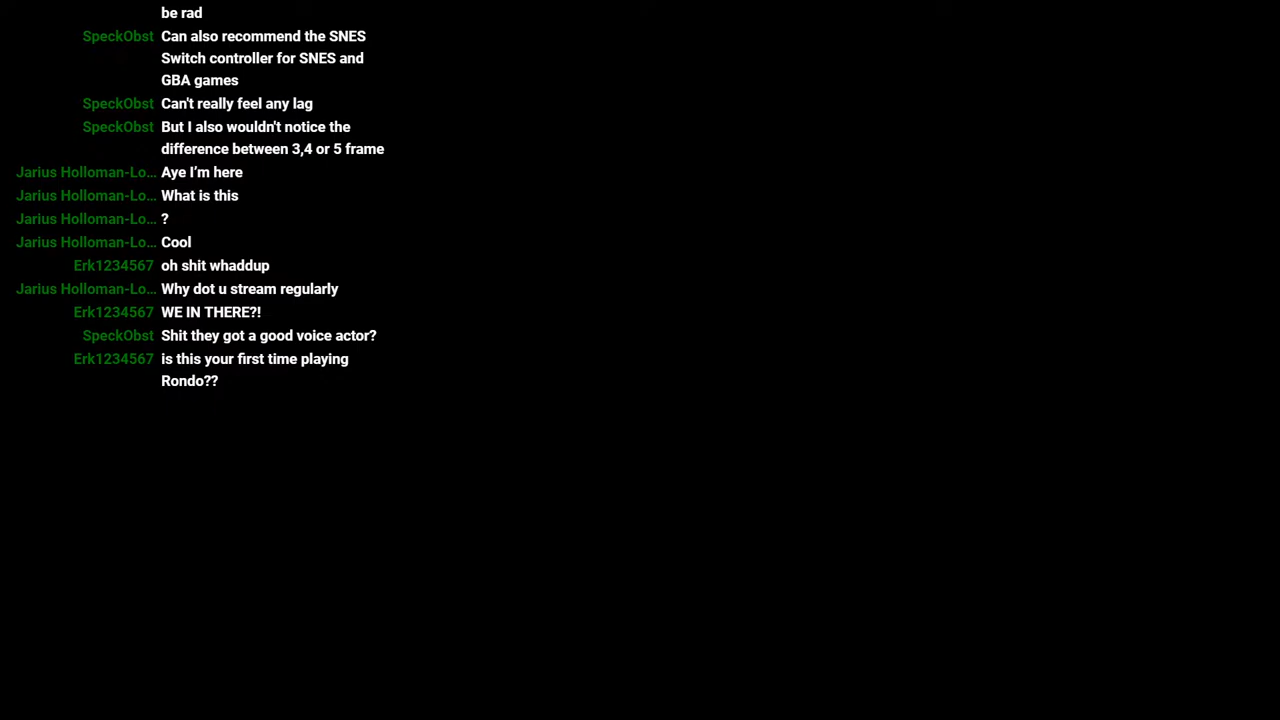 be rad
SpeckObst Can also recommend the SNES
Switch controller for SNES and
GBA games
SpeckObst Can't really feel any lag
SpeckObst But I also wouldn't notice the
difference between 3,4 or 5 frame
Jarius Holloman-Lo... Aye I’m here
Jarius Holloman-Lo... What is this
Jarius Holloman-Lo... ?
Jarius Holloman-Lo... Cool
Erk1234567 oh shit whaddup
Jarius Holloman-Lo... Why dot u stream regularly
Erk1234567 WE IN THERE?!
SpeckObst Shit they got a good voice actor?
Erk1234567 is this your first time playing
Rondo??